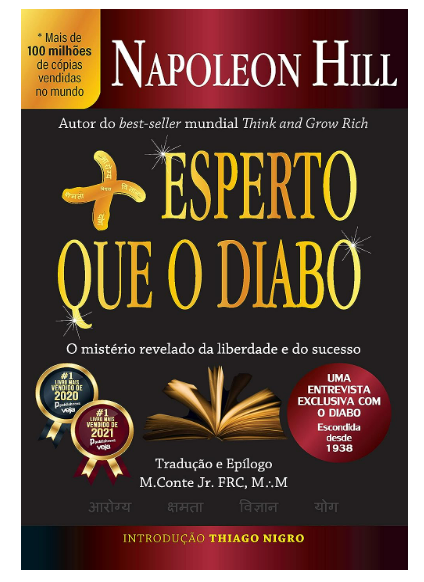 * Mais de
100 milhões
de cópias
vendidas
no mundo
NAPOLEON HILL
Autor do best-seller mundial Think and Grow Rich
+ ESPERTO
QUE O DIABO
O mistério revelado da liberdade e do sucesso
#1
LIVRO MAIS
VENDIDO DE
2020
veja
#1
LIVRO MAIS
VENDIDO DE
2021
veja
UMA
ENTREVISTA
EXCLUSIVA COM
O DIABO
Escondida
desde
1938
Tradução e Epílogo
M.Conte Jr. FRC, M∴M
आरोग्य क्षमता विज्ञान योग
INTRODUÇÃO THIAGO NIGRO